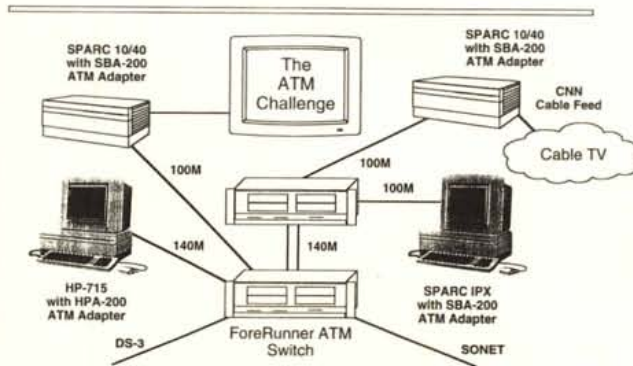 SPARC 10/40
with SBA-200
ATM Adapter
The
ATM
Challenge
SPARC 10/40
with SBA-200
ATM Adapter
CNN
Cable Feed
Cable TV
100M
100M
100M
140M
140M
HP-715
with HPA-200
ATM Adapter
SPARC IPX
with SBA-200
ATM Adapter
DS-3
ForeRunner ATM
Switch
SONET